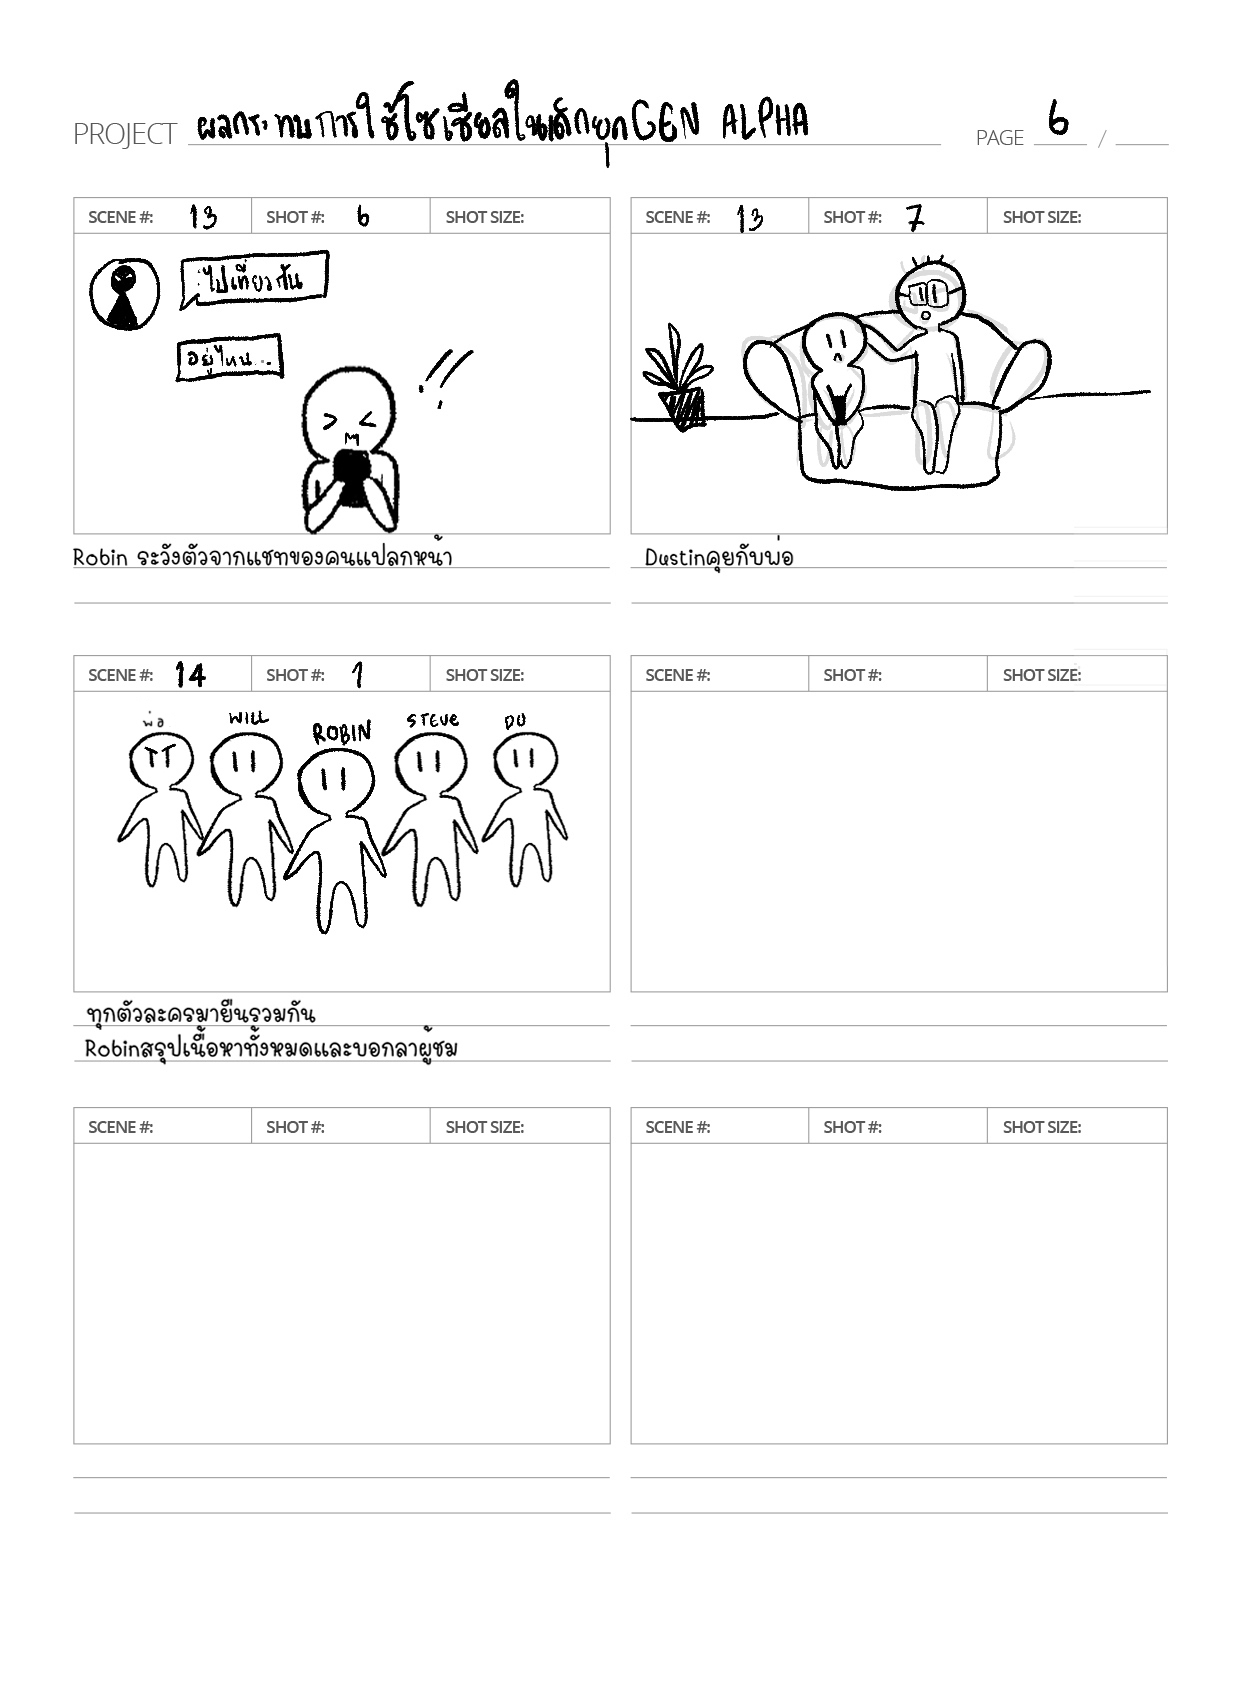 PROJECT ผลกระทบการใช้โซเชียลในเด็กยุคGEN ALPHA PAGE 6 /
SCENE #: 13 SHOT #: 6 SHOT SIZE:
ไปเที่ยวกัน
อยู่ไหน..
Robin ระวังตัวจากแชทของคนแปลกหน้า
SCENE #: 13 SHOT #: 7 SHOT SIZE:
Dustinคุยกับพ่อ
SCENE #: 14 SHOT #: 1 SHOT SIZE:
พ่อ WILL ROBIN STEVE DU
ทุกตัวละครมายืนรวมกัน
Robinสรุปเนื้อหาทั้งหมดและบอกลาผู้ชม
SCENE #: SHOT #: SHOT SIZE:
SCENE #: SHOT #: SHOT SIZE:
SCENE #: SHOT #: SHOT SIZE: